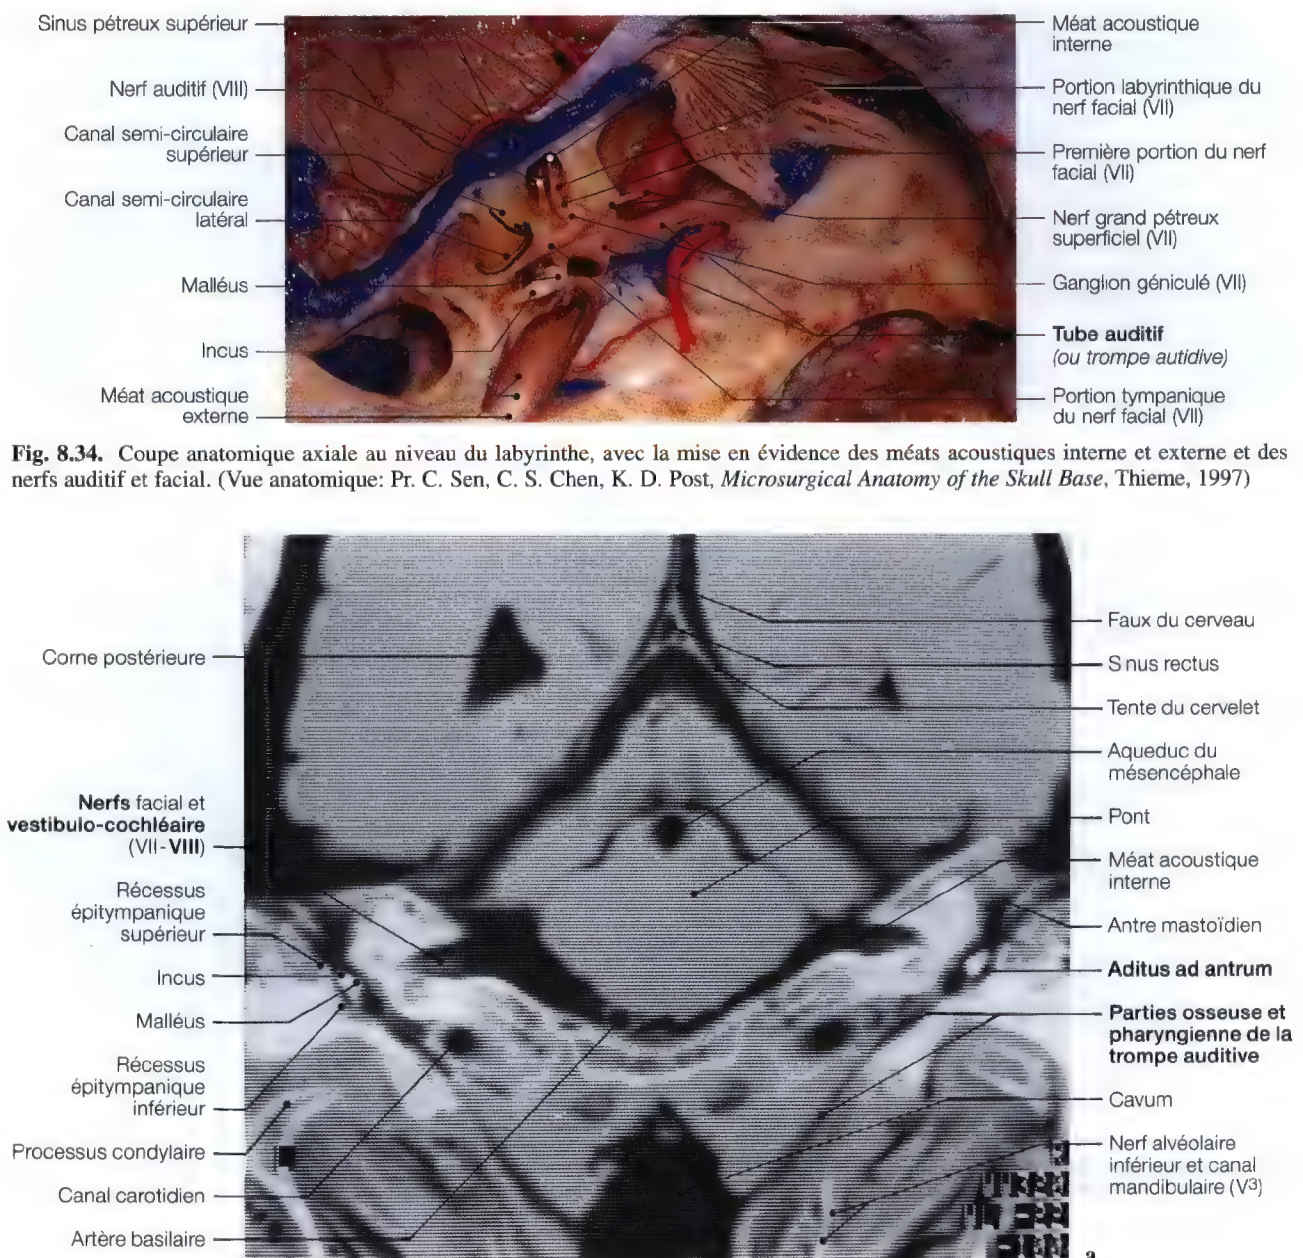 Sinus pétreux supérieur
Nerf auditif (VIII)
Canal semi-circulaire
supérieur
Canal semi-circulaire
latéral
Malléus
Incus
Méat acoustique
externe
Méat acoustique
interne
Portion labyrinthique du
nerf facial (VII)
Première portion du nerf
facial (VII)
Nerf grand pétreux
superficiel (VII)
Ganglion géniculé (VII)
Tube auditif
(ou trompe autidive)
Portion tympanique
du nerf facial (VII)
Fig. 8.34. Coupe anatomique axiale au niveau du labyrinthe, avec la mise en évidence des méats acoustiques interne et externe et des
nerfs auditif et facial. (Vue anatomique: Pr. C. Sen, C. S. Chen, K. D. Post, Microsurgical Anatomy of the Skull Base, Thieme, 1997)
Corne postérieure
Nerfs facial et
vestibulo-cochléaire
(VII-VIII)
Récessus
épitympanique
supérieur
Incus
Malléus
Récessus
épitympanique
inférieur
Processus condylaire
Canal carotidien
Artère basilaire
Faux du cerveau
S nus rectus
Tente du cervelet
Aqueduc du
mésencéphale
Pont
Méat acoustique
interne
Antre mastoïdien
Aditus ad antrum
Parties osseuse et
pharyngienne de la
trompe auditive
Cavum
Nerf alvéolaire
inférieur et canal
mandibulaire (V3)
a